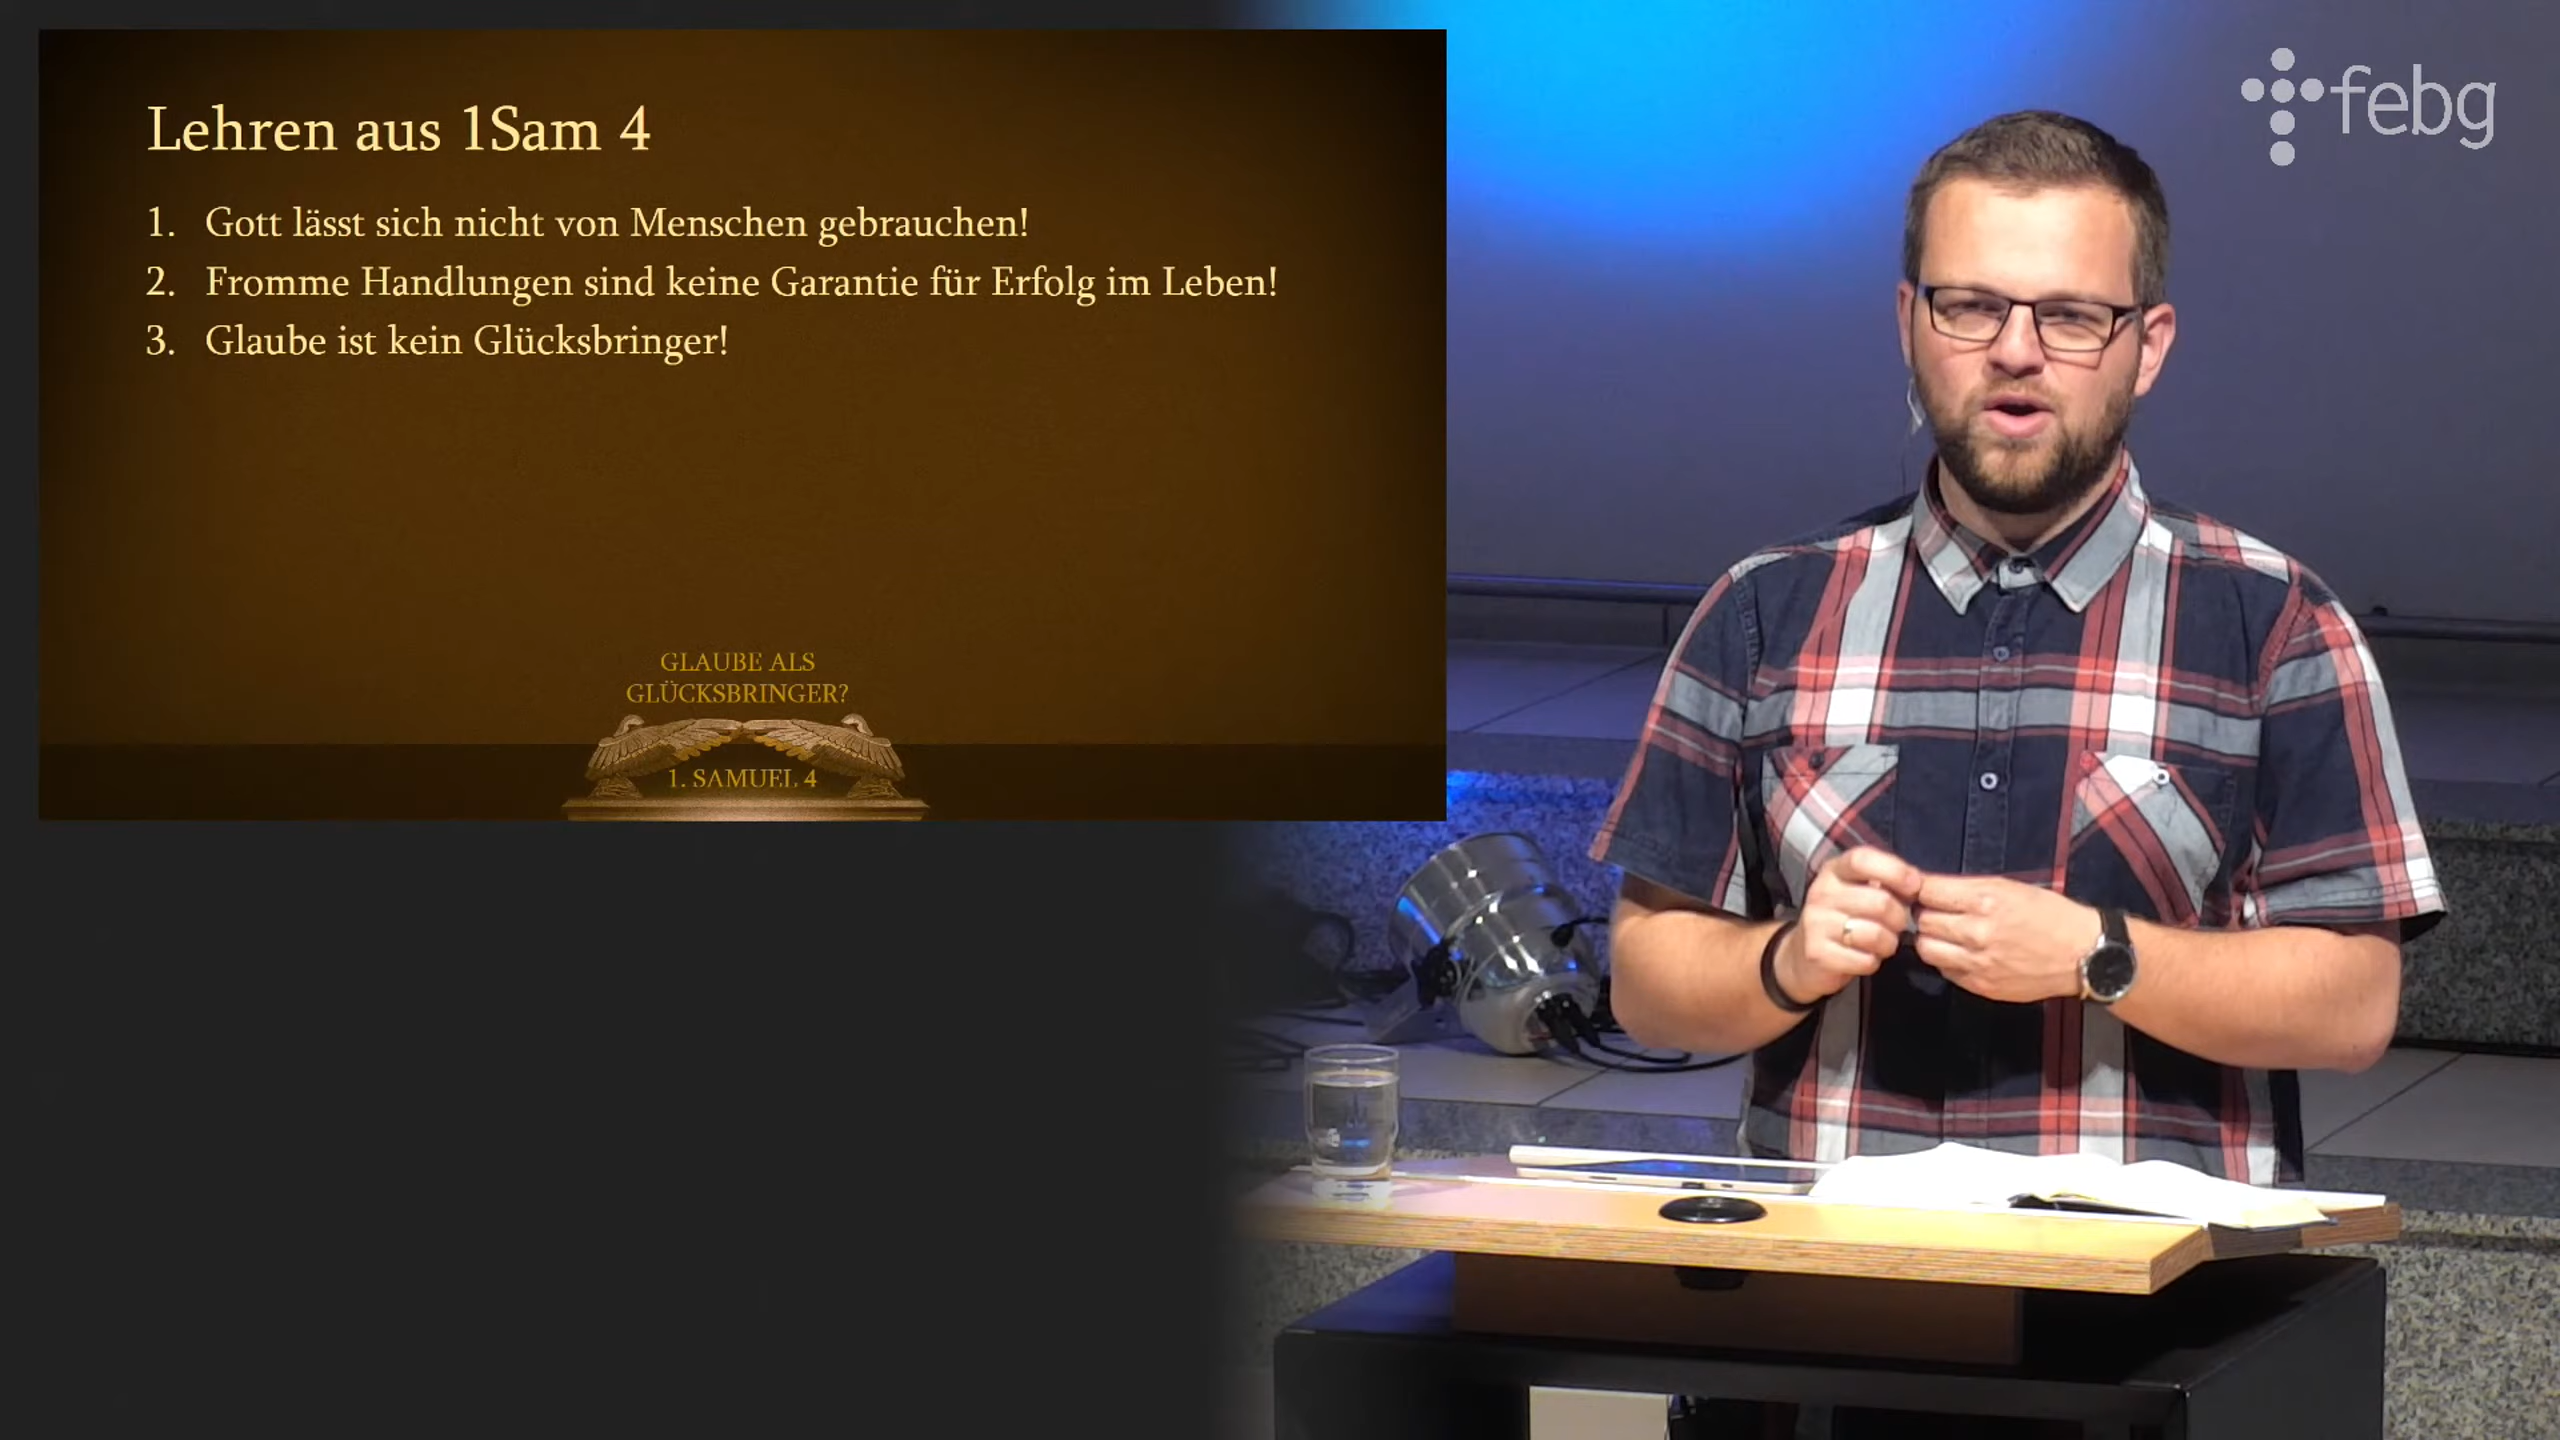 Lehren aus 1Sam 4
1. Gott lässt sich nicht von Menschen gebrauchen!
2. Fromme Handlungen sind keine Garantie für Erfolg im Leben!
3. Glaube ist kein Glücksbringer!
GLAUBE ALS
GLÜCKSBRINGER?
1. SAMUEL 4
febg